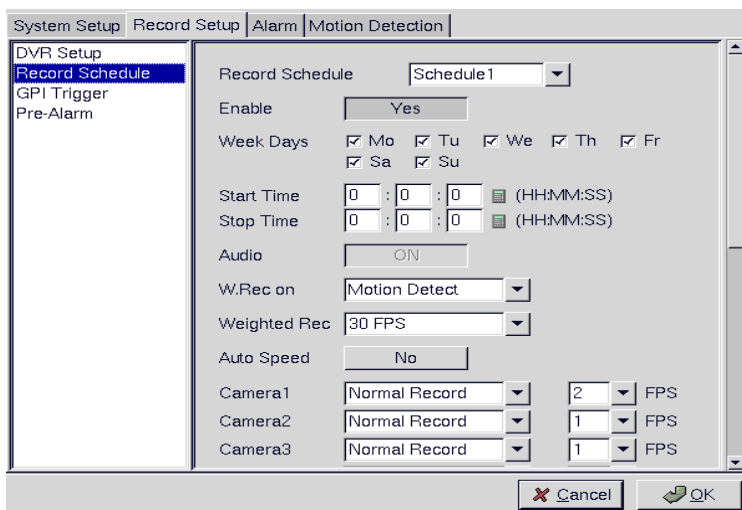 System Setup Record Setup Alarm Motion Detection
DVR Setup
Record Schedule
GPI Trigger
Pre-Alarm
Record Schedule Schedule1
Enable Yes
Week Days Mo Tu We Th Fr
Sa Su
Start Time 0 : 0 : 0 (HH:MM:SS)
Stop Time 0 : 0 : 0 (HH:MM:SS)
Audio ON
W.Rec on Motion Detect
Weighted Rec 30 FPS
Auto Speed No
Camera1 Normal Record 2 FPS
Camera2 Normal Record 1 FPS
Camera3 Normal Record 1 FPS
Cancel OK